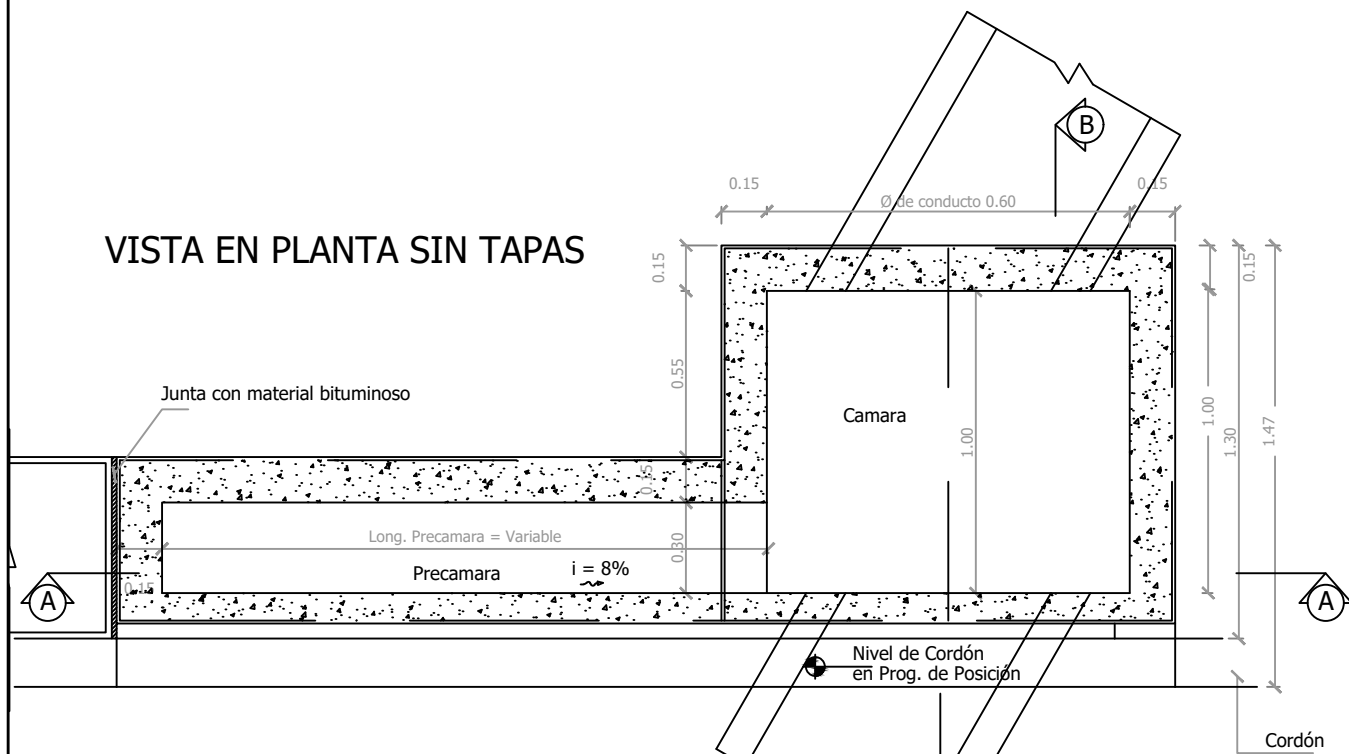 B
0.15
0.15
Ø de conducto 0.60
VISTA EN PLANTA SIN TAPAS
0.15
0.15
0.55
Junta con material bituminoso
Camara
1.00
1.00
1.30
1.47
0.15
Long. Precamara = Variable
0.30
Precamara
i = 8%
0.15
A
A
Nivel de Cordón
en Prog. de Posición
Cordón